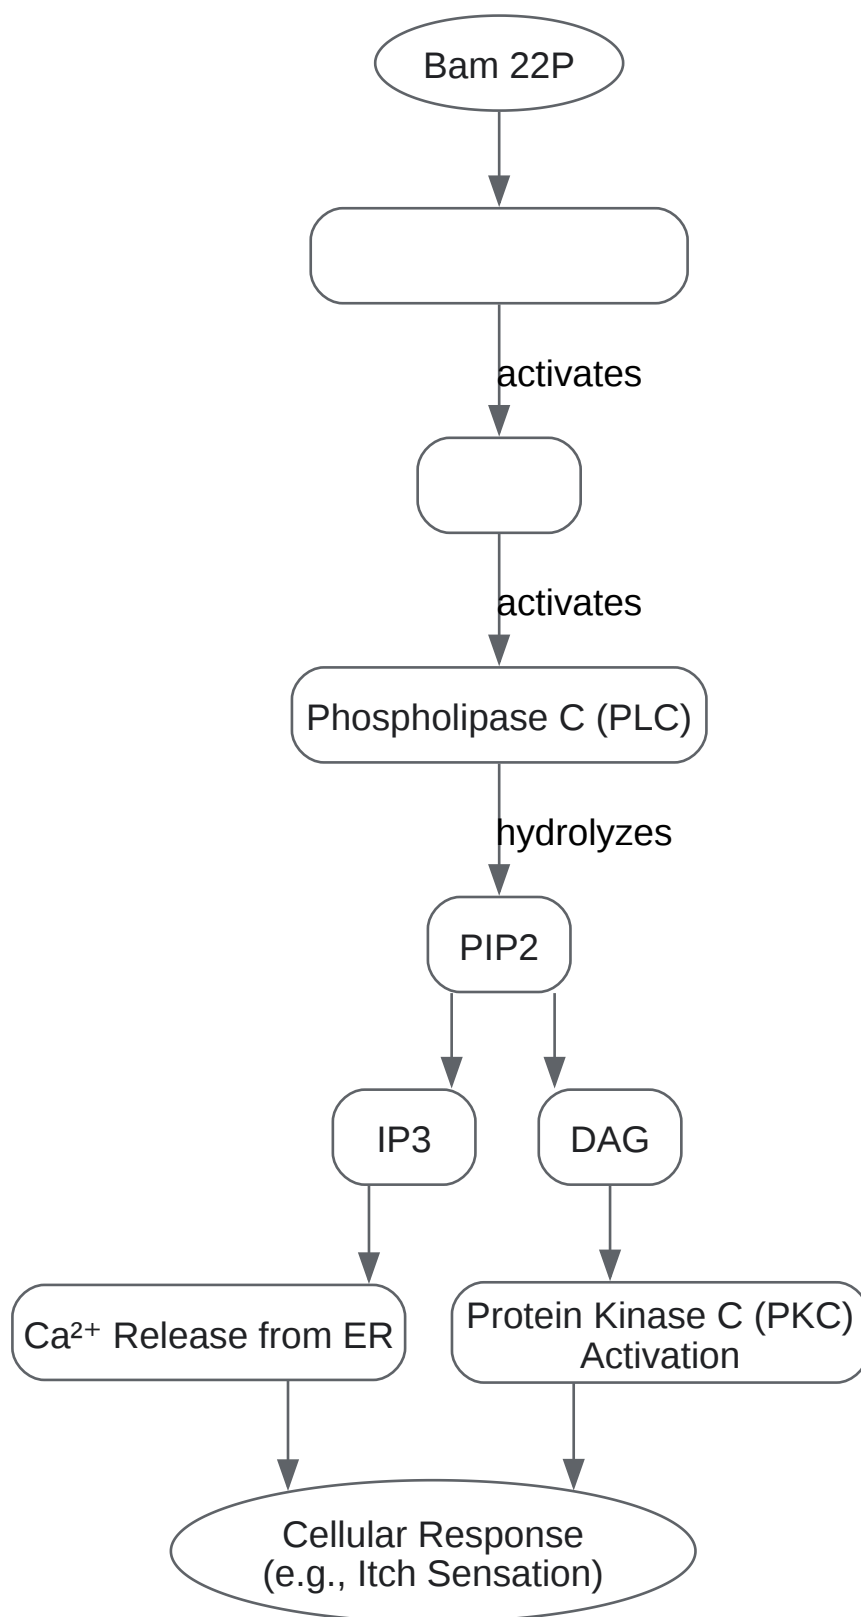 Bam 22P
activates
activates
Phospholipase C (PLC)
hydrolyzes
PIP2
IP3
DAG
Ca²⁺ Release from ER
Protein Kinase C (PKC)
Activation
Cellular Response
(e.g., Itch Sensation)